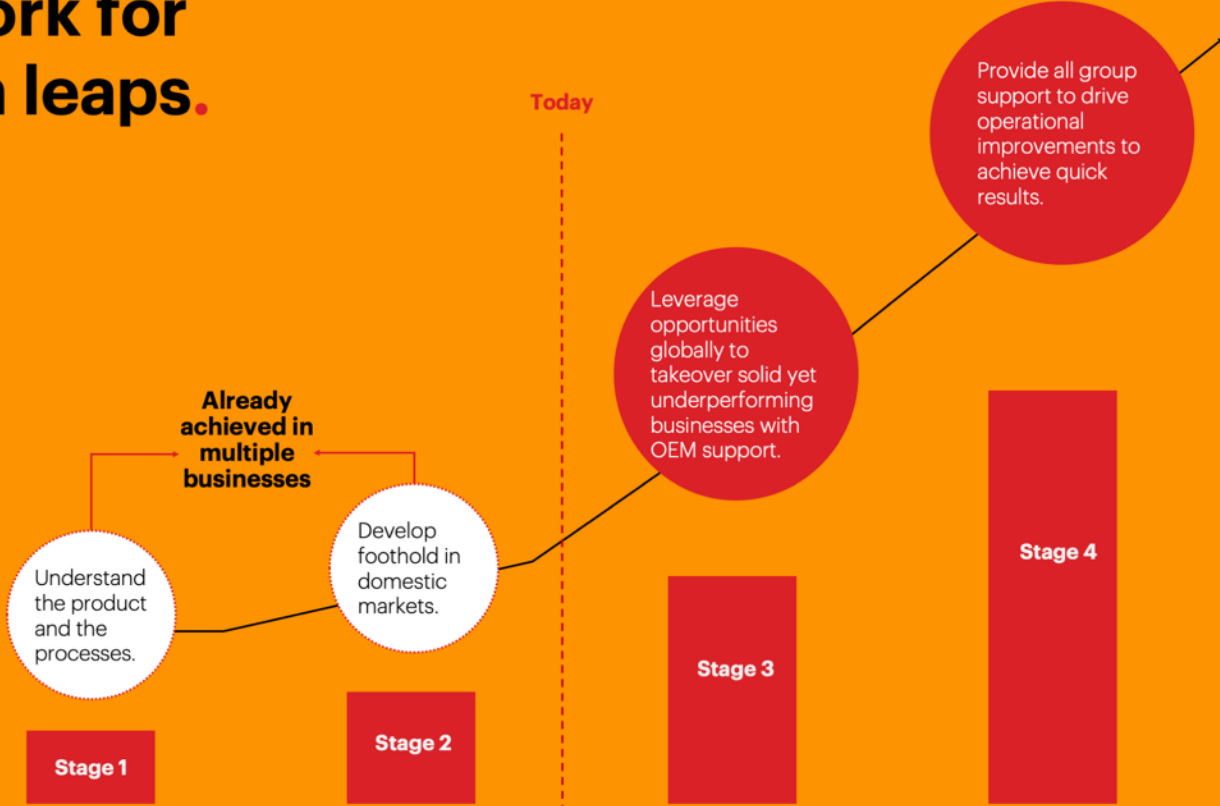 ork for
leaps.
Today
Provide all group
support to drive
operational
improvements to
achieve quick
results.
Leverage
opportunities
globally to
takeover solid yet
underperforming
businesses with
OEM support.
Already
achieved in
multiple
businesses
Develop
foothold in
domestic
markets.
Understand
the product
and the
processes.
Stage 1
Stage 2
Stage 3
Stage 4